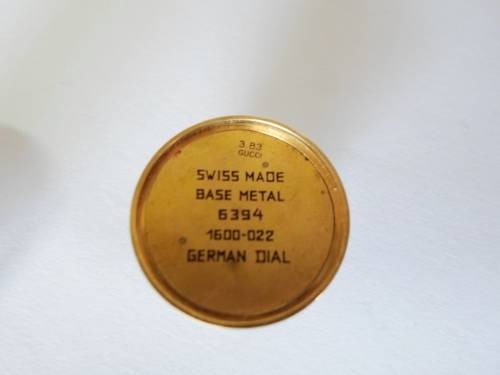 3.83
GUCCI
SWISS MADE
BASE METAL
6394
1600-022
GERMAN DIAL